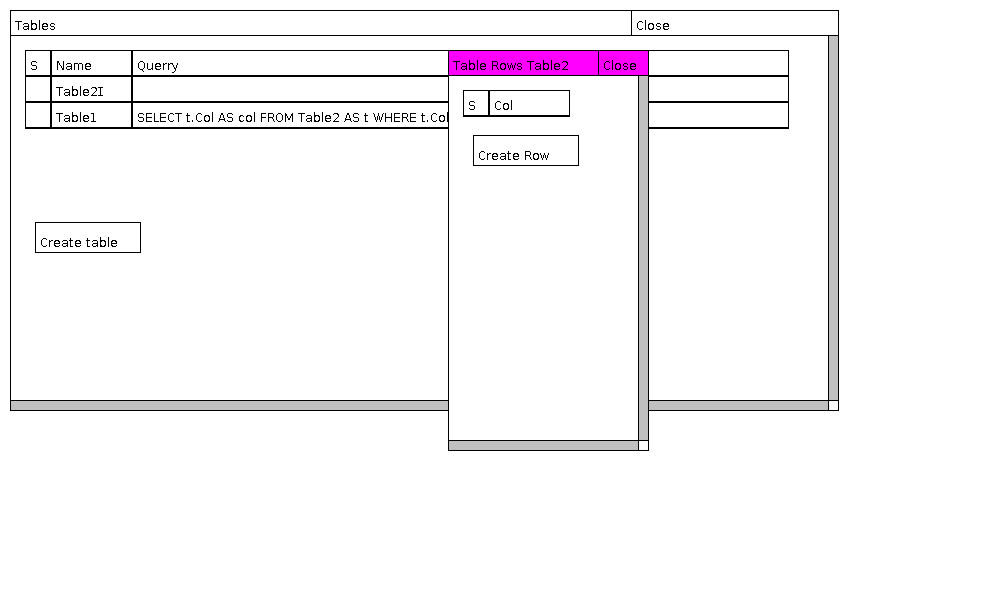 Tables Close
S Name Querry
Table2I
Table1 SELECT t.Col AS col FROM Table2 AS t WHERE t.Col
Create table
Table Rows Table2 Close
S Col
Create Row